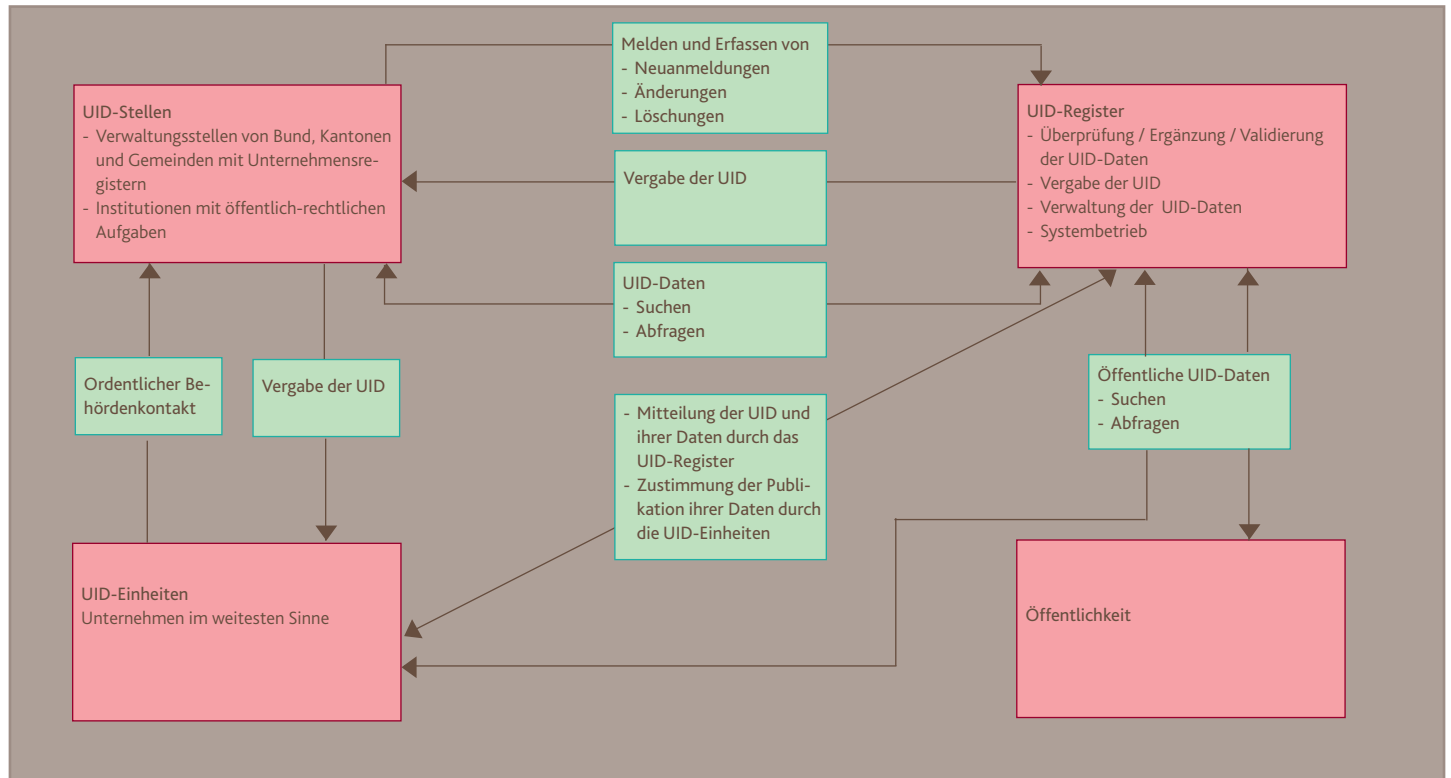 Melden und Erfassen von
- Neuanmeldungen
- Änderungen
- Löschungen
UID-Stellen
- Verwaltungsstellen von Bund, Kantonen
und Gemeinden mit Unternehmensre-
gistern
- Institutionen mit öffentlich-rechtlichen
Aufgaben
UID-Register
- Überprüfung / Ergänzung / Validierung
der UID-Daten
- Vergabe der UID
- Verwaltung der UID-Daten
- Systembetrieb
Vergabe der UID
UID-Daten
- Suchen
- Abfragen
Ordentlicher Be-
hördenkontakt
Vergabe der UID
- Mitteilung der UID und
ihrer Daten durch das
UID-Register
- Zustimmung der Publi-
kation ihrer Daten durch
die UID-Einheiten
Öffentliche UID-Daten
- Suchen
- Abfragen
UID-Einheiten
Unternehmen im weitesten Sinne
Öffentlichkeit